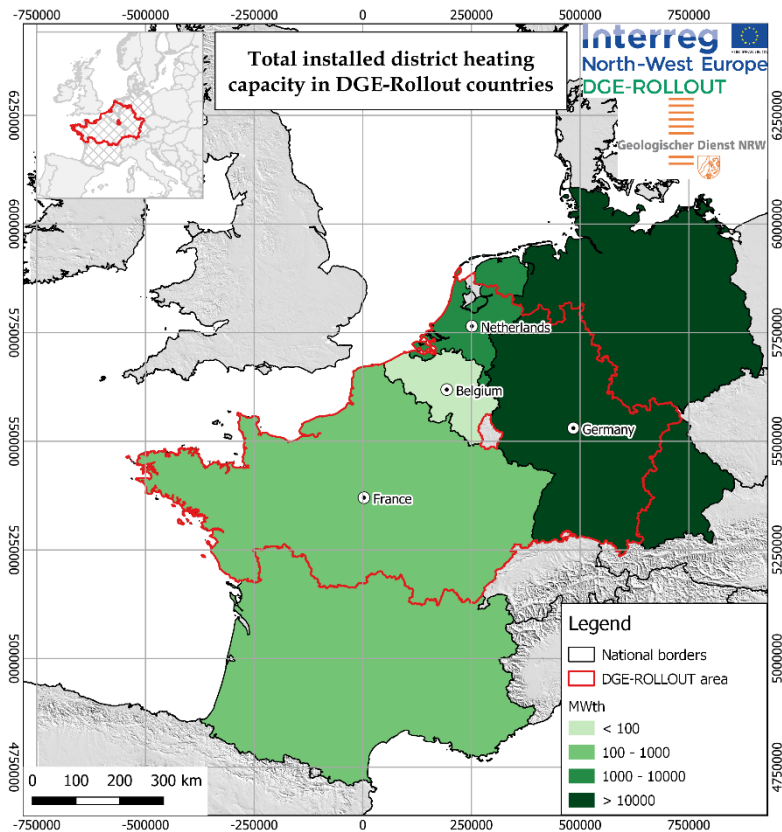 -750000 -500000 -250000 0 250000 500000 750000
Total installed district heating
capacity in DGE-Rollout countries
Interreg
North-West Europe
DGE-ROLLOUT
Geologischer Dienst NRW
6250000 6250000
6000000 6000000
5750000 5750000
5500000 5500000
5250000 5250000
5000000 5000000
4750000 4750000
Netherlands
Belgium
Germany
France
Legend
National borders
DGE-ROLLOUT area
MWth
< 100
100 - 1000
1000 - 10000
> 10000
0 100 200 300 km
-750000 -500000 -250000 0 250000 500000 750000